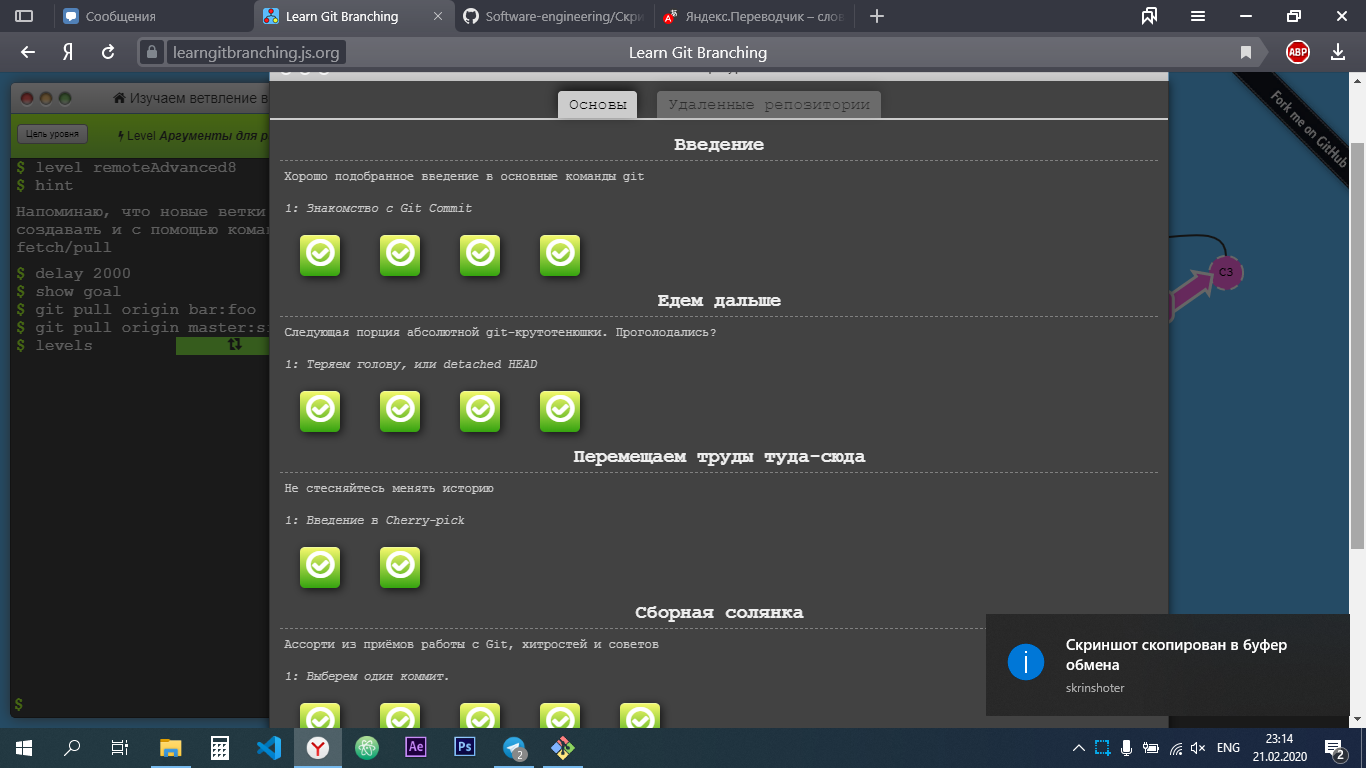 Сообщения
Learn Git Branching
Software-engineering/Скри
Яндекс.Переводчик – слов
learngitbranching.js.org
Learn Git Branching
ABP
Изучаем ветвление в
Цель уровня
Level Аргументы для
$ level remoteAdvanced8
$ hint
Напоминаю, что новые ветки
создавать и с помощью кома
fetch/pull
$ delay 2000
$ show goal
$ git pull origin bar:foo
$ git pull origin master:s
$ levels
$
Основы
Удаленные репозитории
Введение
Хорошо подобранное введение в основные команды git
1: Знакомство с Git Commit
Едем дальше
Следующая порция абсолютной git-крутотенюшки. Проголодались?
1: Теряем голову, или detached HEAD
Перемещаем труды туда-сюда
Не стесняйтесь менять историю
1: Введение в Cherry-pick
Сборная солянка
Ассорти из приёмов работы с Git, хитростей и советов
1: Выберем один коммит.
Fork me on GitHub
C3
Скриншот скопирован в буфер
обмена
skrinshoter
Ae
Ps
2
ENG
23:14
21.02.2020
2